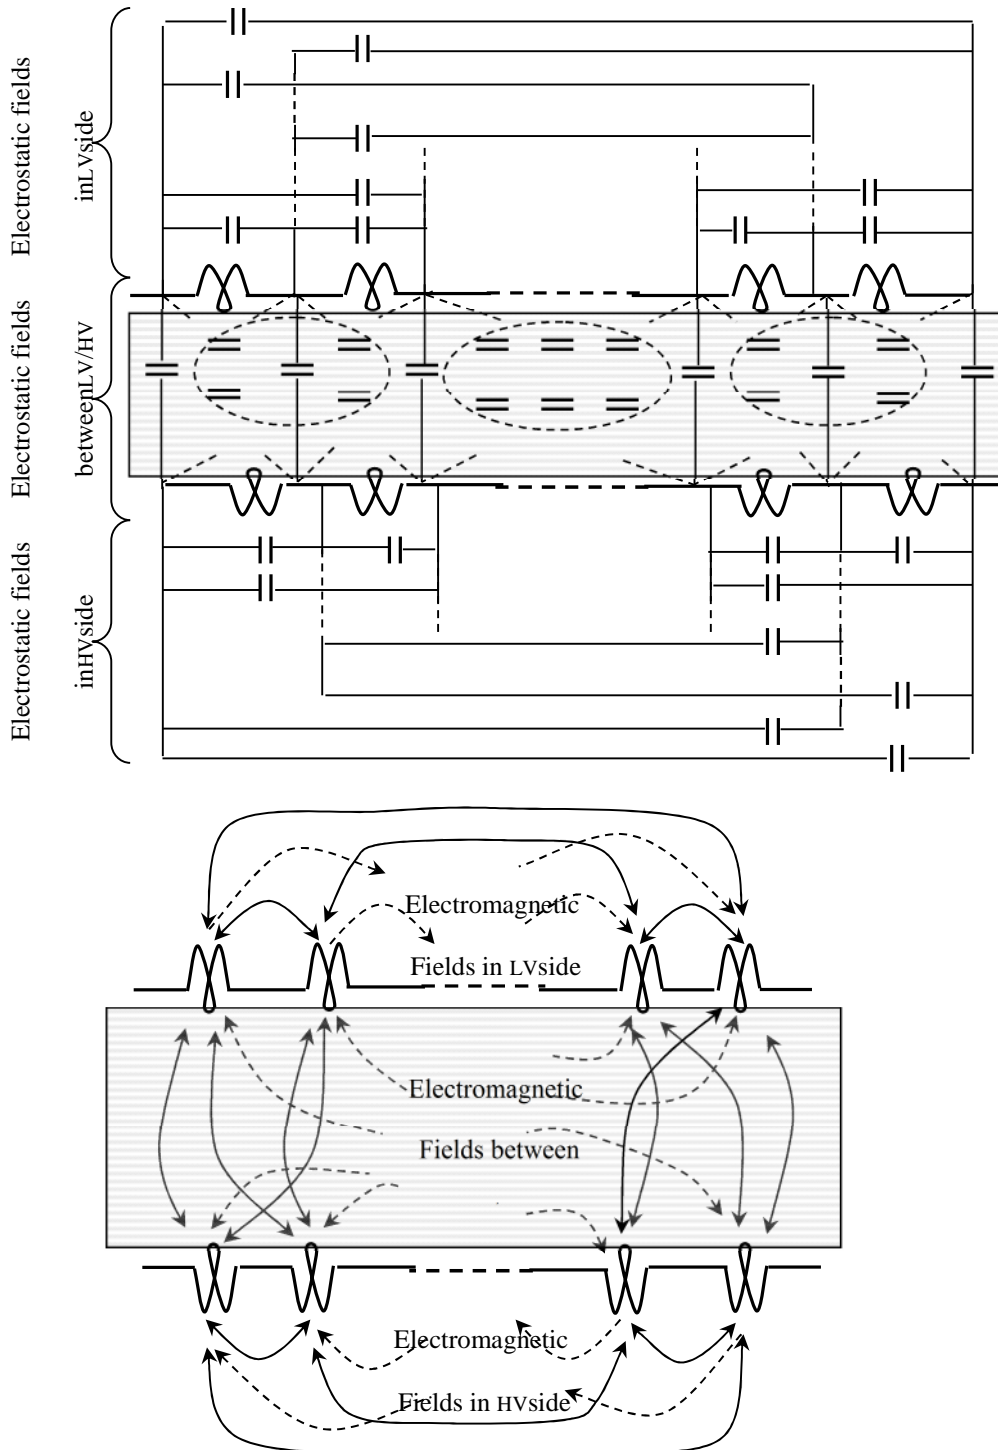 Electrostatic fields
inLVside
Electrostatic fields
betweenLV/HV
Electrostatic fields
inHVside
Electromagnetic
Fields in LVside
Electromagnetic
Fields between
Electromagnetic
Fields in HVside